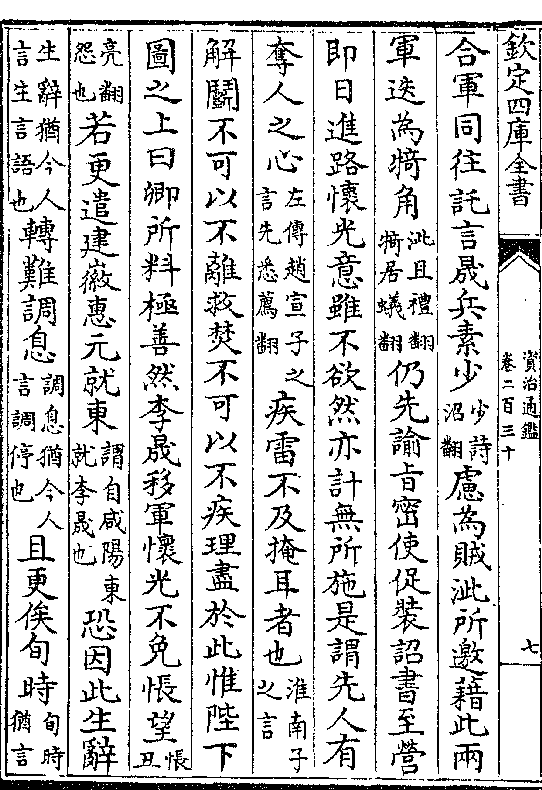 欽定四庫全書
資治通鑑
卷二百三十
七
合軍同往託言晟兵素少少詩沼翻慮為賊泚所邀藉此兩
軍迭為犄角泚且禮翻犄居蟻翻仍先諭旨密使促裝詔書至營
即日進路懷光意雖不欲然亦計無所施是謂先人有
奪人之心左傳趙宣子之言先悉薦翻疾雷不及掩耳者也淮南子之言
解鬭不可以不離救焚不可以不疾理盡於此惟陛下
圖之上曰卿所料極善然李晟移軍懷光不免悵望悵丑
亮翻怨也若更遣建徽惠元就東謂自咸陽東就李晟也恐因此生辭
生辭猶今人言生言語也轉難調息調息猶今人言調停也且更俟旬時旬時猶言